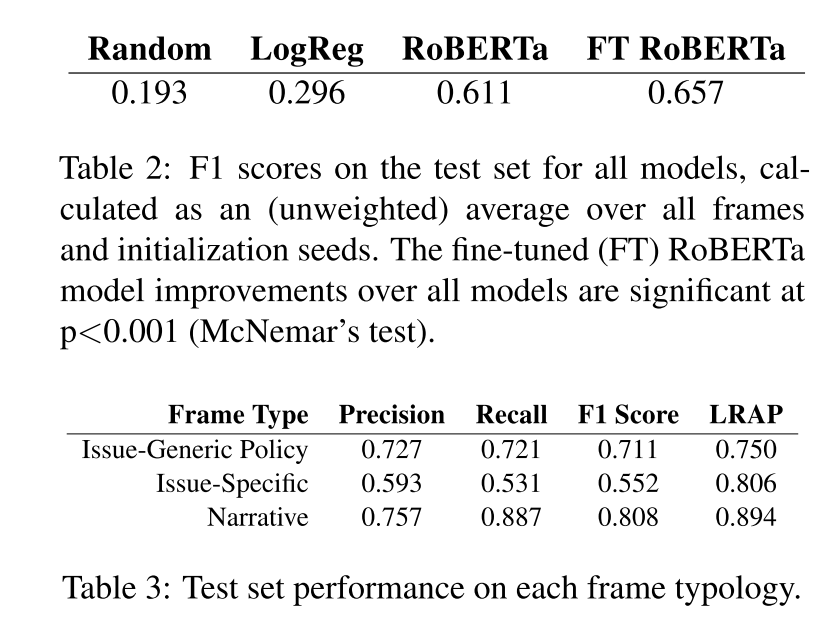 Random LogReg RoBERTa FT RoBERTa
0.193 0.296 0.611 0.657
Table 2: F1 scores on the test set for all models, cal-
culated as an (unweighted) average over all frames
and initialization seeds. The fine-tuned (FT) RoBERTa
model improvements over all models are significant at
p<0.001 (McNemar's test).
Frame Type Precision Recall F1 Score LRAP
Issue-Generic Policy 0.727 0.721 0.711 0.750
Issue-Specific 0.593 0.531 0.552 0.806
Narrative 0.757 0.887 0.808 0.894
Table 3: Test set performance on each frame typology.